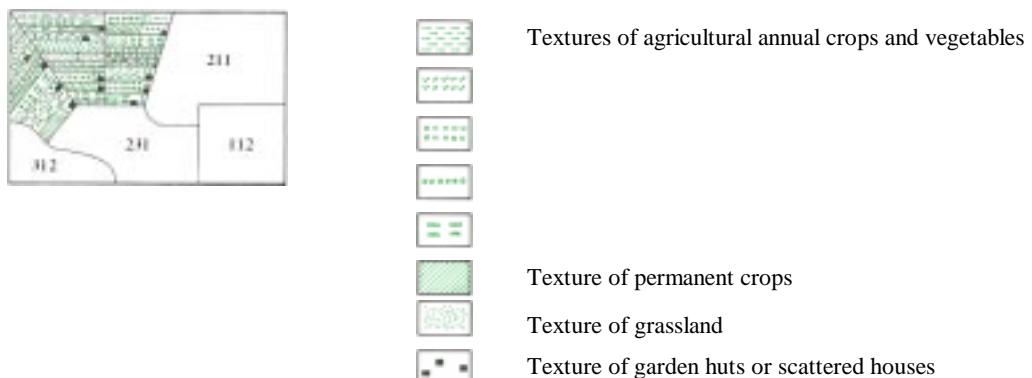 211
231
112
312
Textures of agricultural annual crops and vegetables
Texture of permanent crops
Texture of grassland
Texture of garden huts or scattered houses